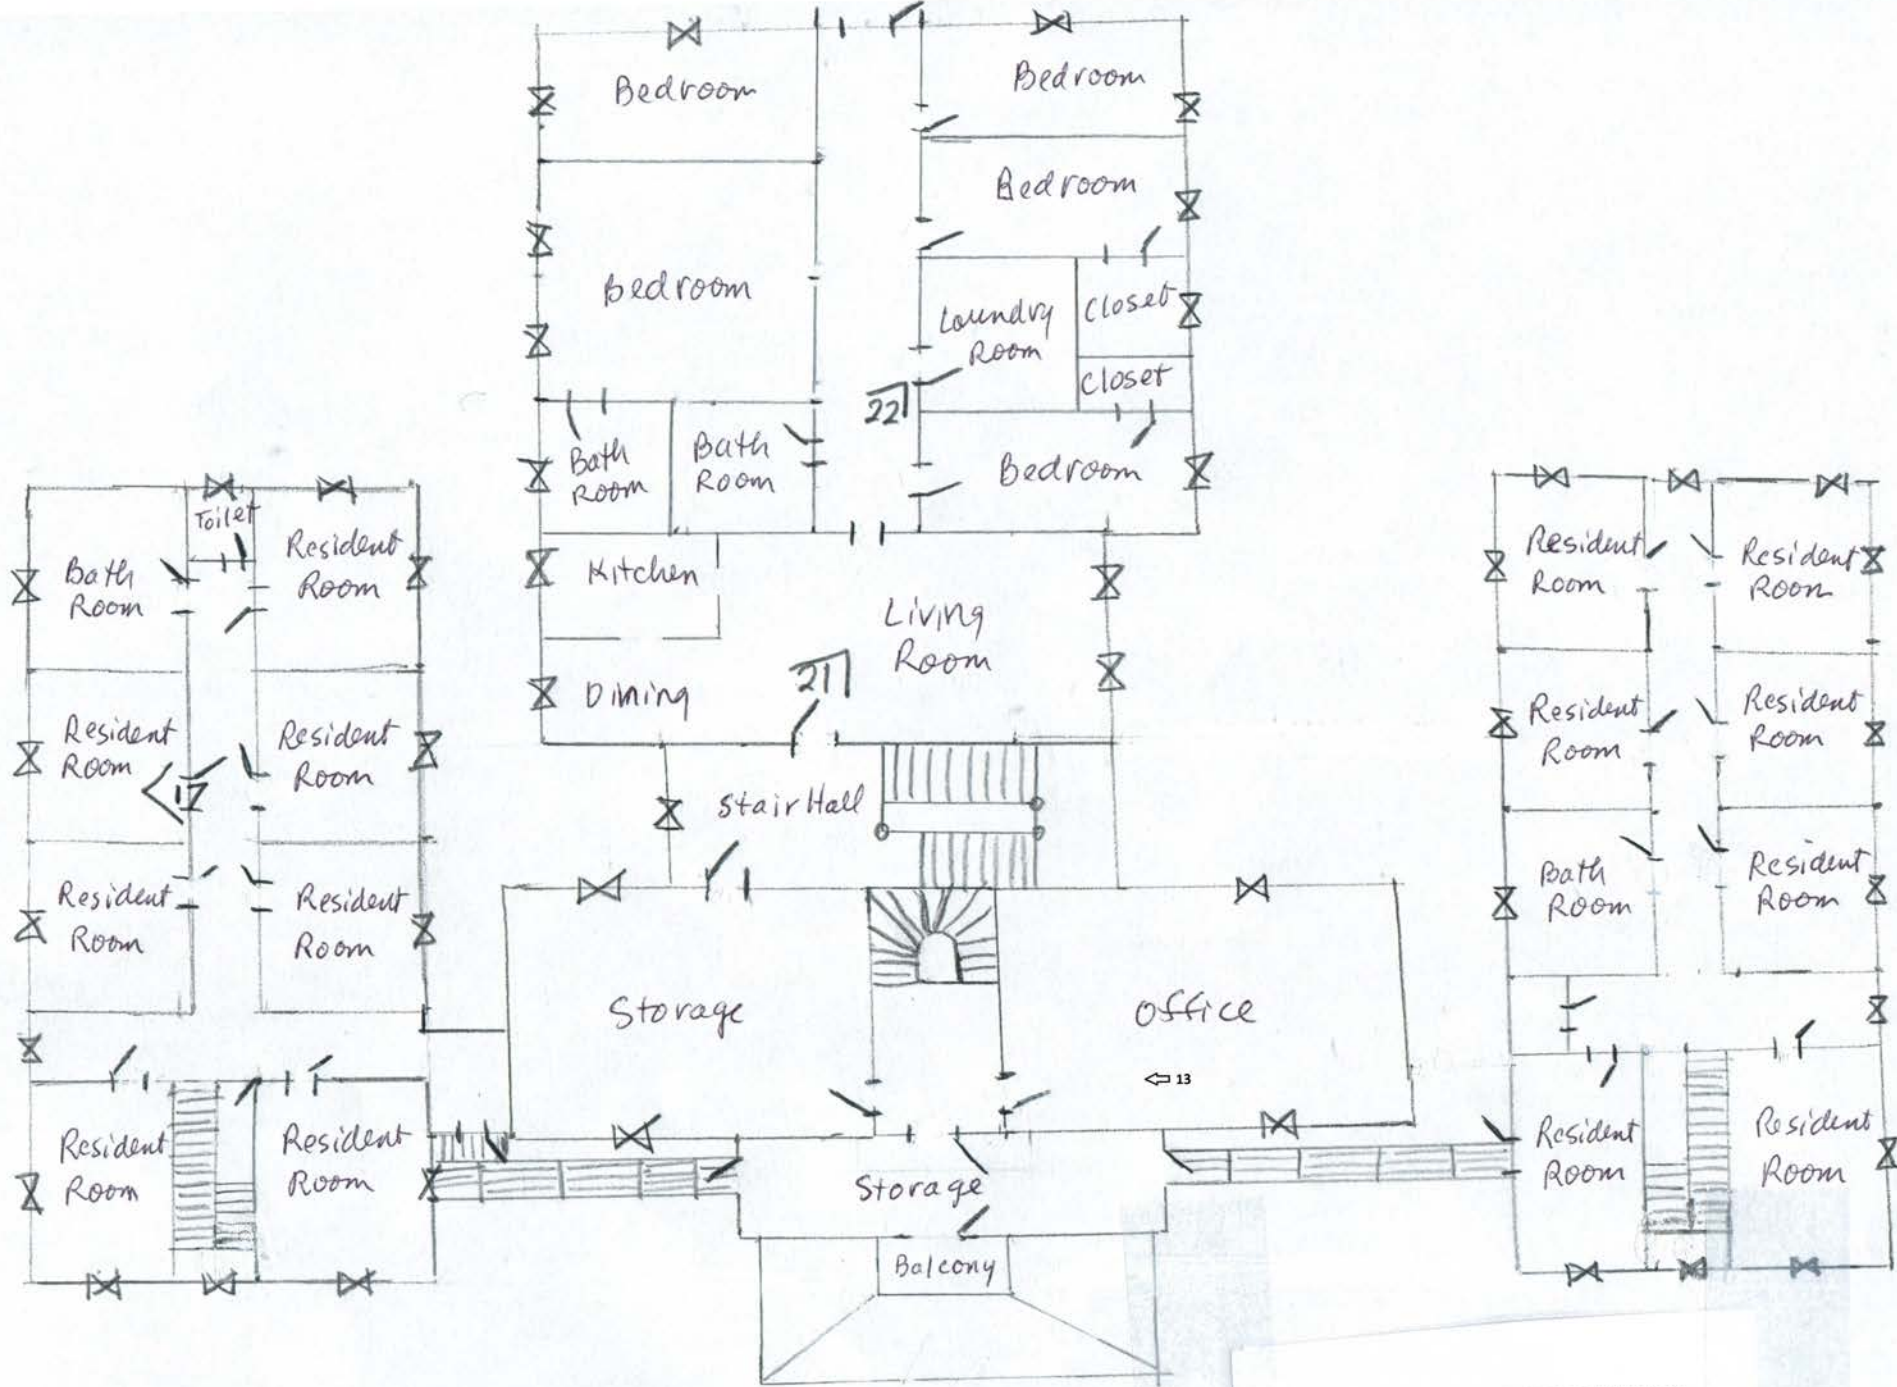 Bedroom
Bedroom
Bedroom
Bedroom
Laundry
Room
Closet
Closet
22
Bath
Room
Bath
Room
Bedroom
Kitchen
Living
Room
Dining
21
Stair Hall
Toilet
Bath
Room
Resident
Room
Resident
Room
Resident
Room
17
Resident
Room
Resident
Room
Resident
Room
Resident
Room
Storage
Office
13
Storage
Balcony
Resident
Room
Resident
Room
Resident
Room
Resident
Room
Bath
Room
Resident
Room
Resident
Room
Resident
Room